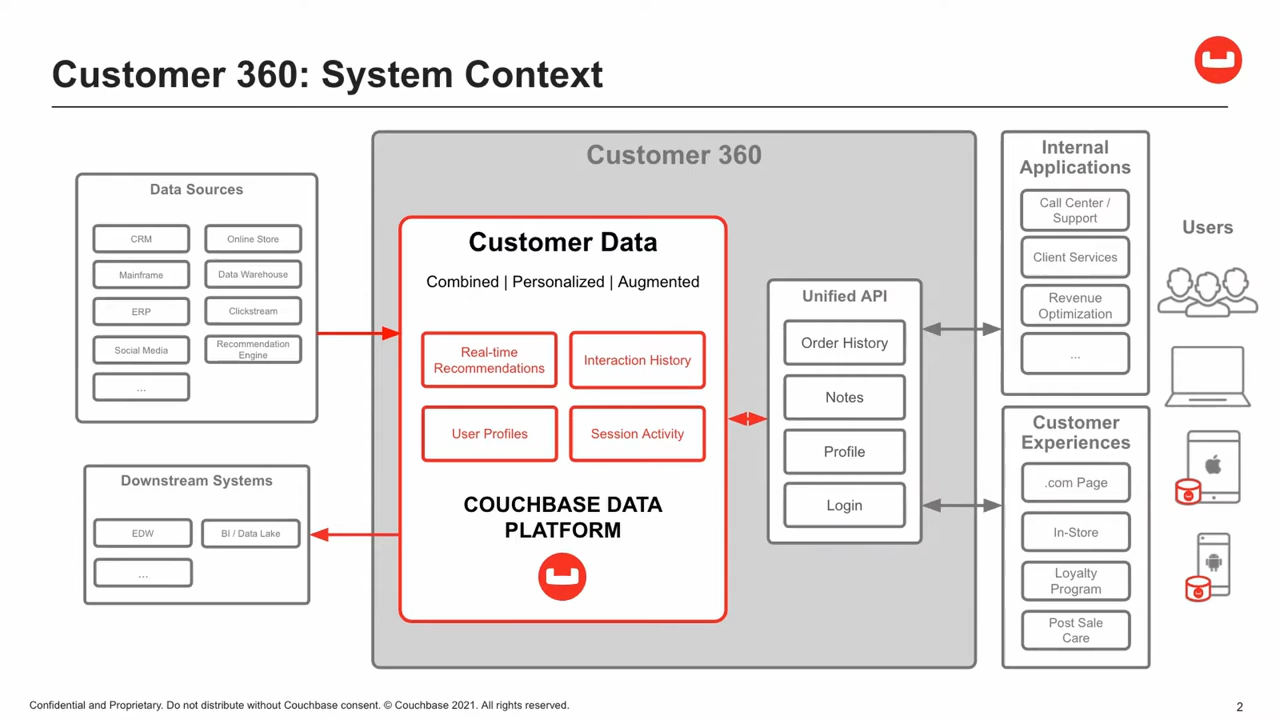 Customer 360: System Context
Data Sources
CRM
Online Store
Mainframe
Data Warehouse
ERP
Clickstream
Social Media
Recommendation
Engine
...
Downstream Systems
EDW
BI / Data Lake
...
Customer 360
Customer Data
Combined | Personalized | Augmented
Real-time
Recommendations
Interaction History
User Profiles
Session Activity
COUCHBASE DATA
PLATFORM
Unified API
Order History
Notes
Profile
Login
Internal
Applications
Call Center /
Support
Client Services
Revenue
Optimization
...
Customer
Experiences
.com Page
In-Store
Loyalty
Program
Post Sale
Care
Users
Confidential and Proprietary. Do not distribute without Couchbase consent. © Couchbase 2021. All rights reserved.
2